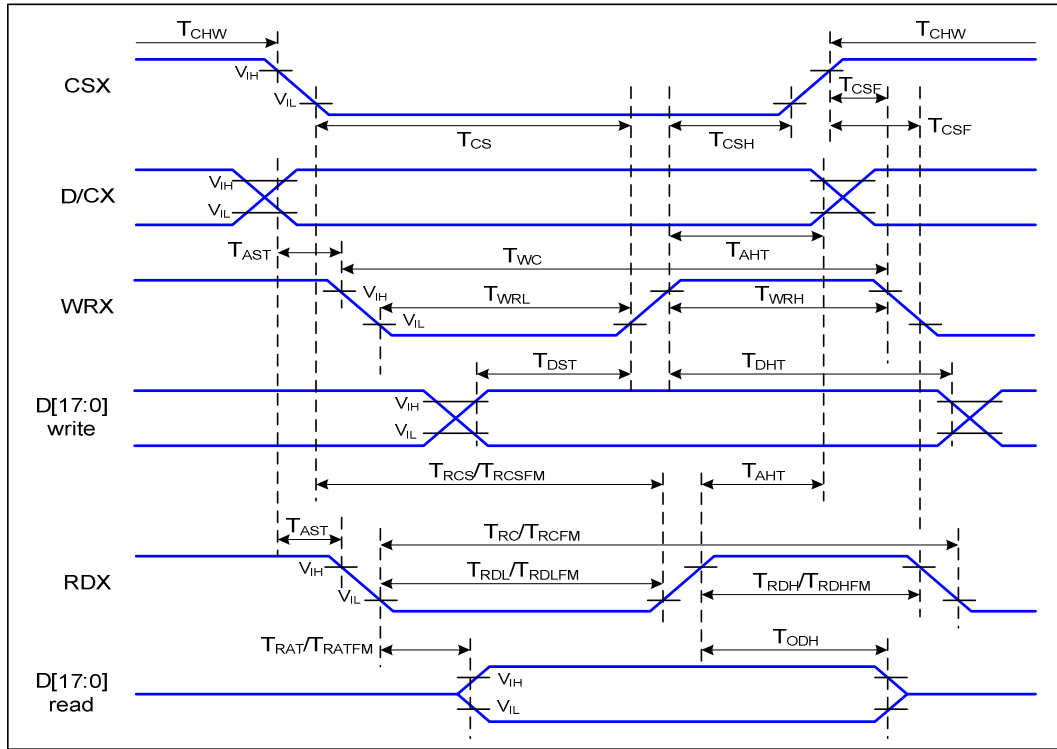 TCHW TCHW
CSX VIH VIL TCSF
TCS TCSH TCSF
D/CX VIH VIL
TAST TWC TAHT
WRX VIH VIL TWRL TWRH
TDST TDHT
D[17:0] write VIH VIL
TRCS/TRCSFM TAHT
TAST TRC/TRCFM
RDX VIH VIL TRDL/TRDLFM TRDH/TRDHFM
TRAT/TRATFM TODH
D[17:0] read VIH VIL